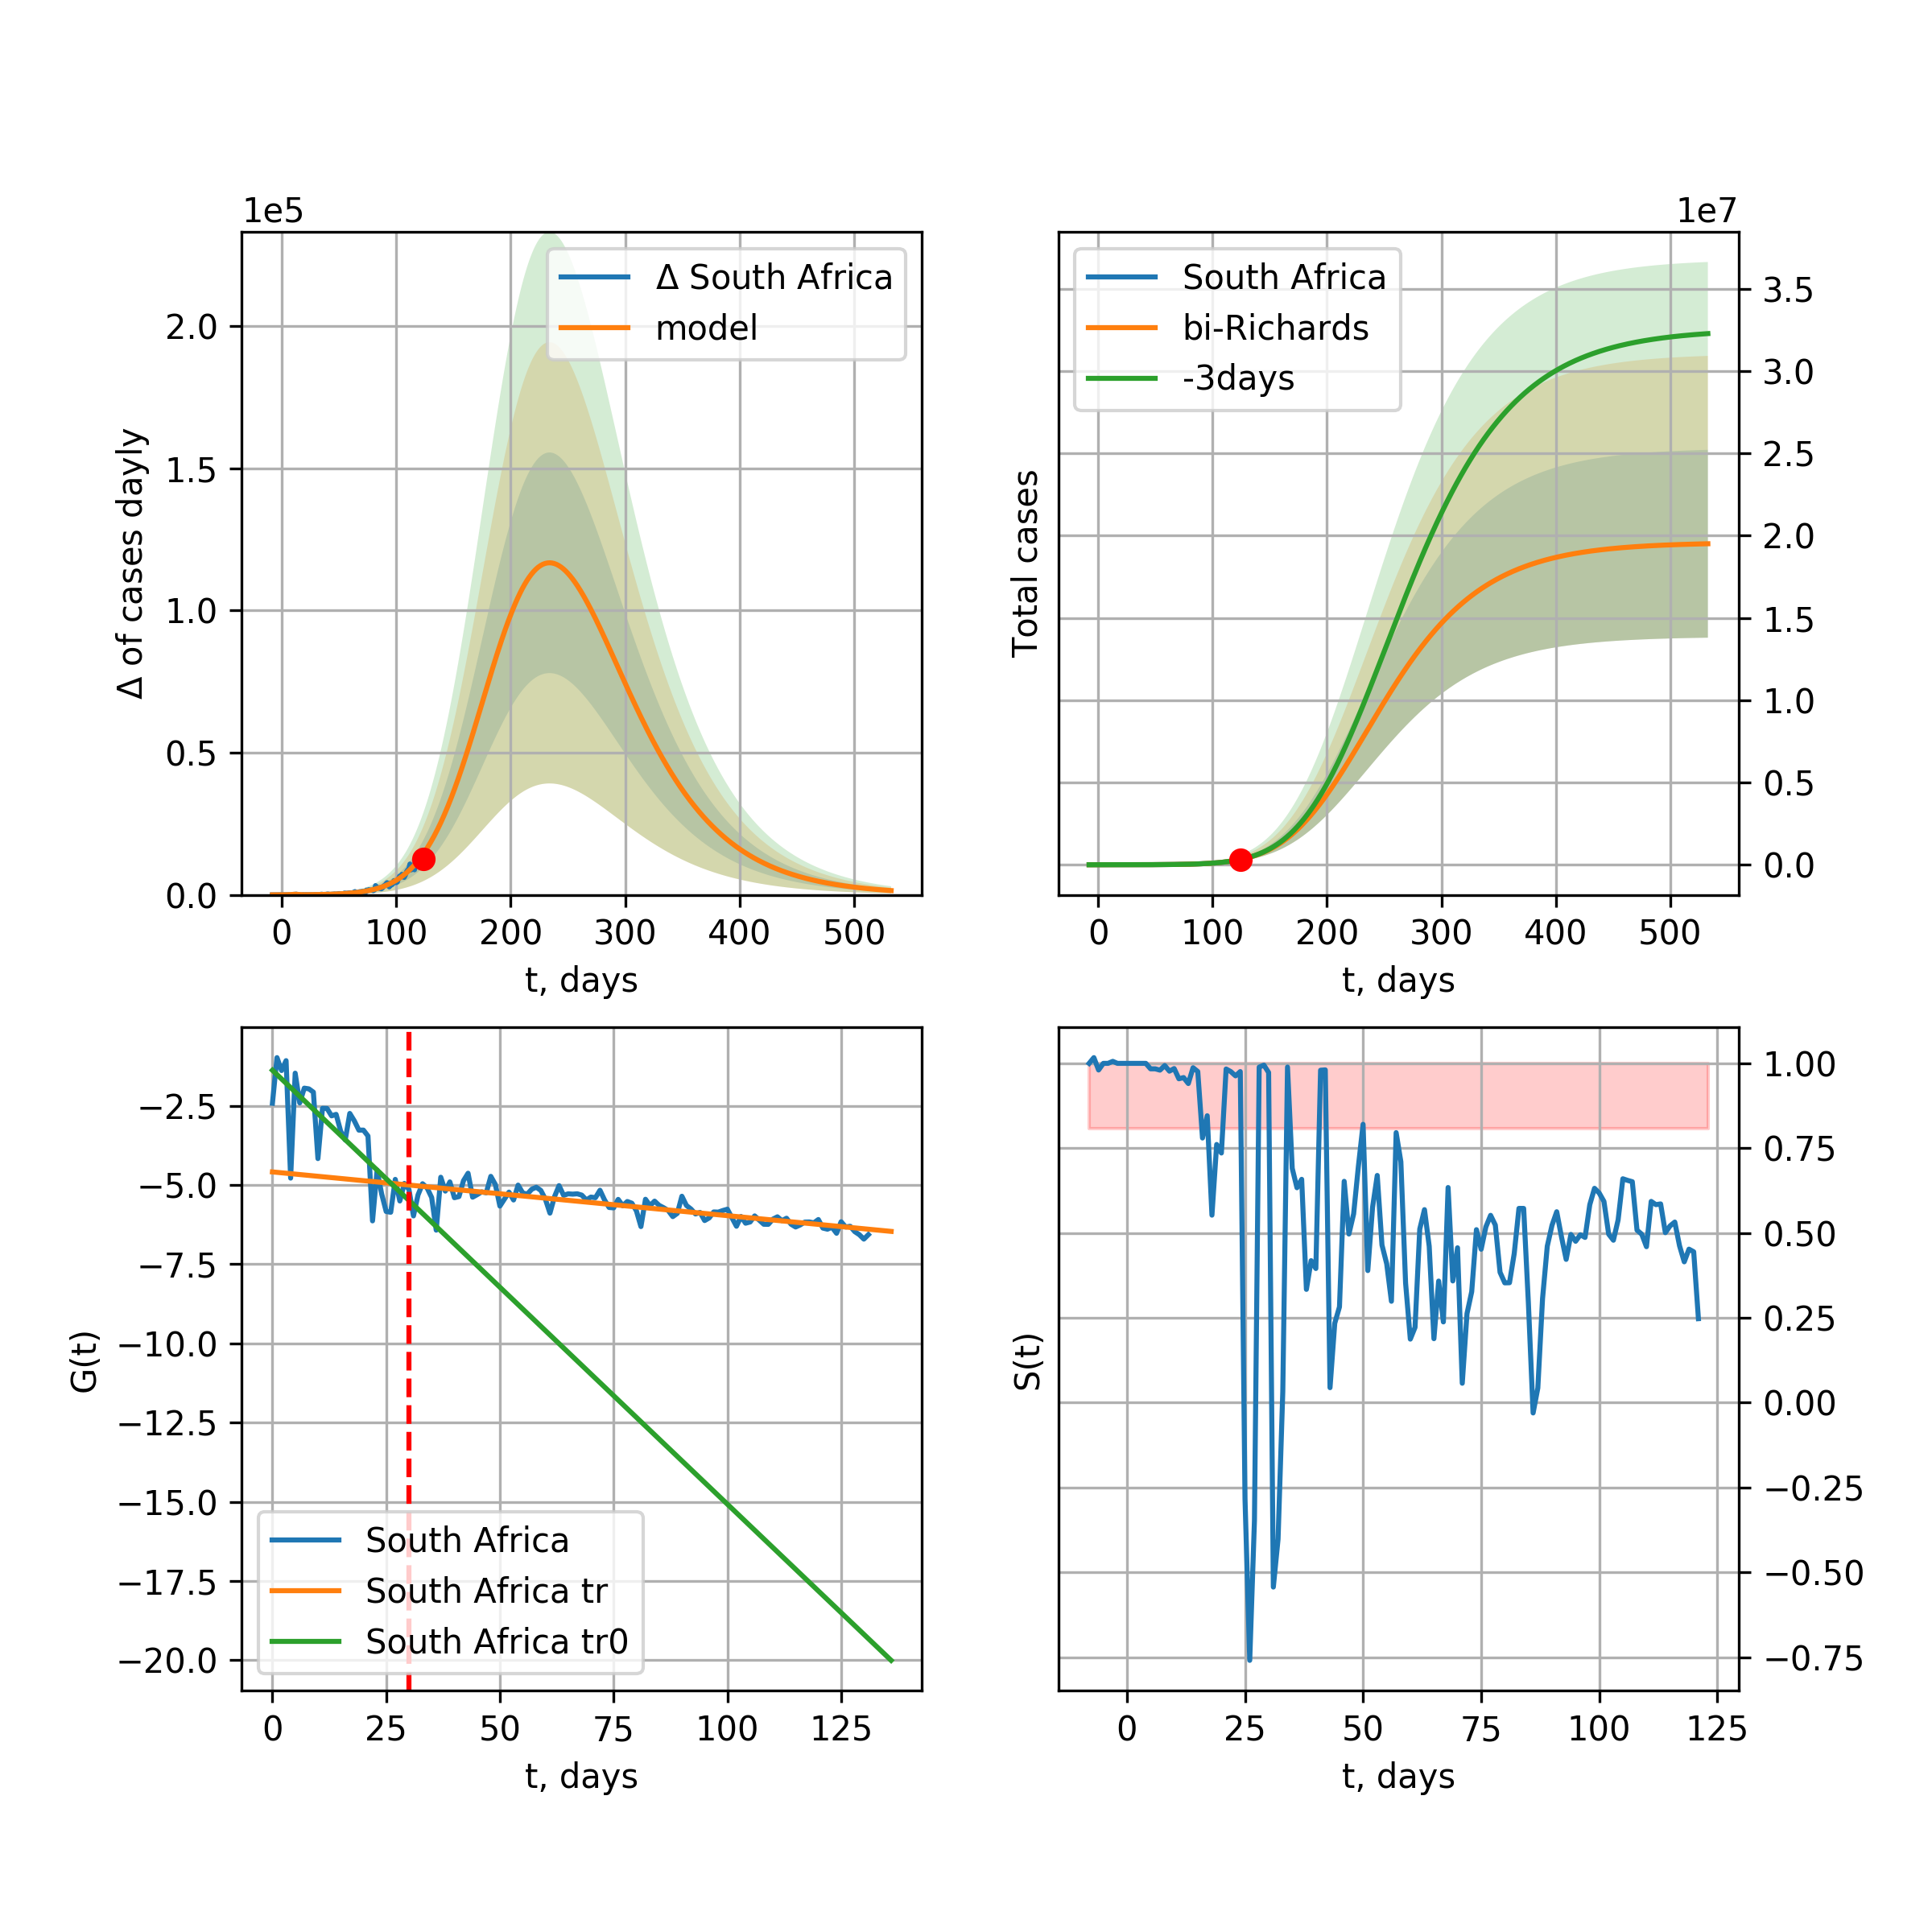 1e5
Δ South Africa
model
2.0
1.5
1.0
0.5
0.0
Δ of cases dayly
0 100 200 300 400 500
t, days
1e7
South Africa
bi-Richards
-3days
3.5
3.0
2.5
2.0
1.5
1.0
0.5
0.0
Total cases
0 100 200 300 400 500
t, days
−2.5
−5.0
−7.5
−10.0
−12.5
−15.0
−17.5
−20.0
G(t)
South Africa
South Africa tr
South Africa tr0
0 25 50 75 100 125
t, days
1.00
0.75
0.50
0.25
0.00
−0.25
−0.50
−0.75
S(t)
0 25 50 75 100 125
t, days